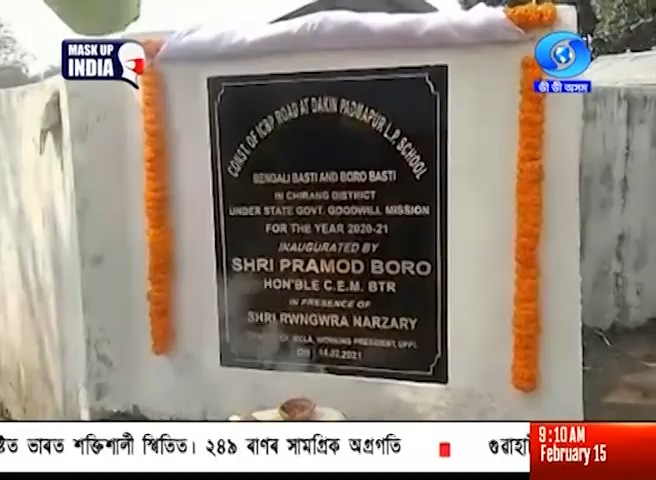 MASK UP
INDIA
ডী ডী অসম
CONST. OF ICBP ROAD AT DAKIN PADMAPUR L.P. SCHOOL
BENGALI BASTI AND BORO BASTI
IN CHIRANG DISTRICT
UNDER STATE GOVT. GOODWILL MISSION
FOR THE YEAR 2020-21
INAUGURATED BY
SHRI PRAMOD BORO
HON'BLE C.E.M. BTR
IN PRESENCE OF
SHRI RWNGWRA NARZARY
WORKING PRESIDENT, UPPL
ON 14.02.2021
ভাৰত শক্তিশালী স্থিতিত। ২৪৯ ৰাণৰ সামগ্ৰিক অগ্ৰগতি
9:10 AM
February 15